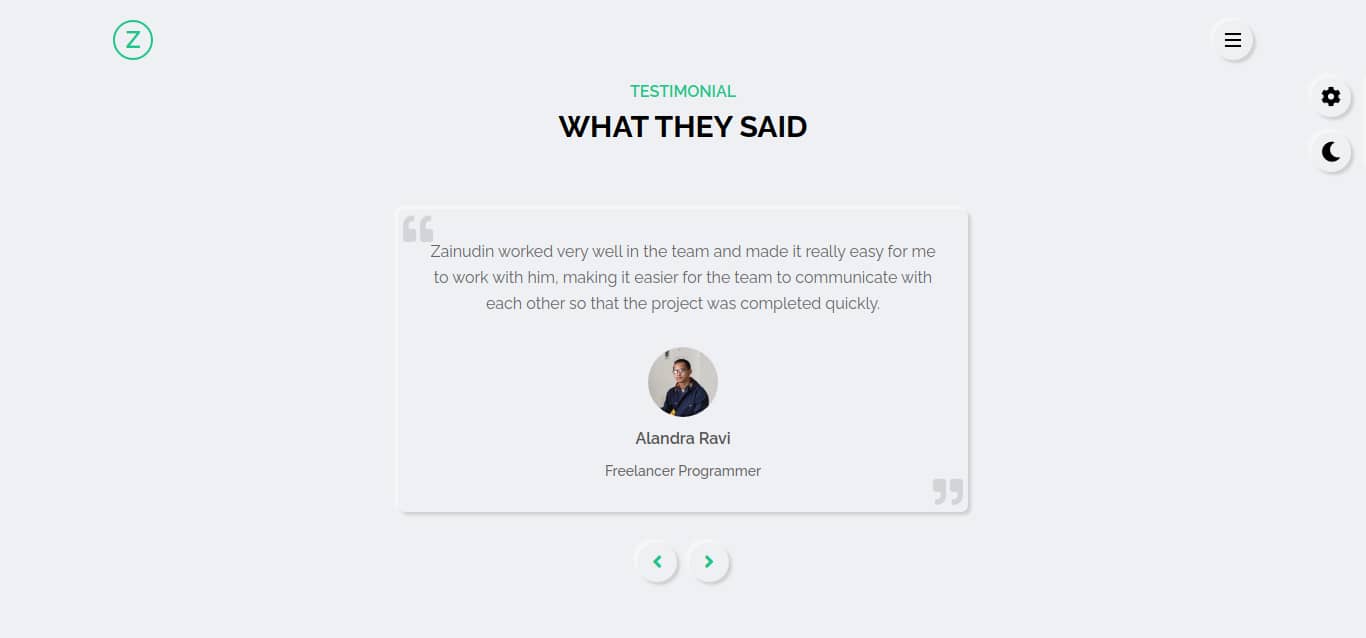 Z
TESTIMONIAL
WHAT THEY SAID
Zainudin worked very well in the team and made it really easy for me
to work with him, making it easier for the team to communicate with
each other so that the project was completed quickly.
Alandra Ravi
Freelancer Programmer